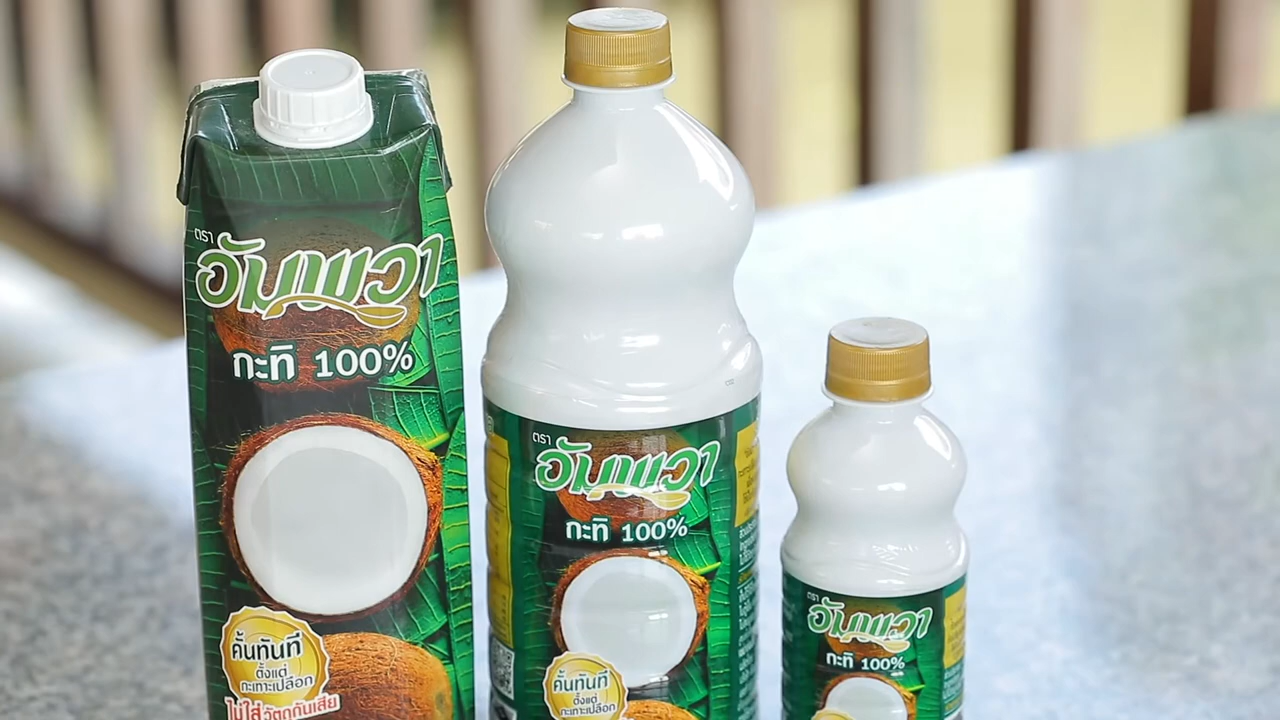 ตรา
อัมพวา
กะทิ 100%
คั้นทันที
ตั้งแต่
กะเทาะเปลือก
ไม่ใส่วัตถุกันเสีย
ตรา
อัมพวา
กะทิ 100%
คั้นทันที
ตั้งแต่
กะเทาะเปลือก
ตรา
อัมพวา
กะทิ 100%